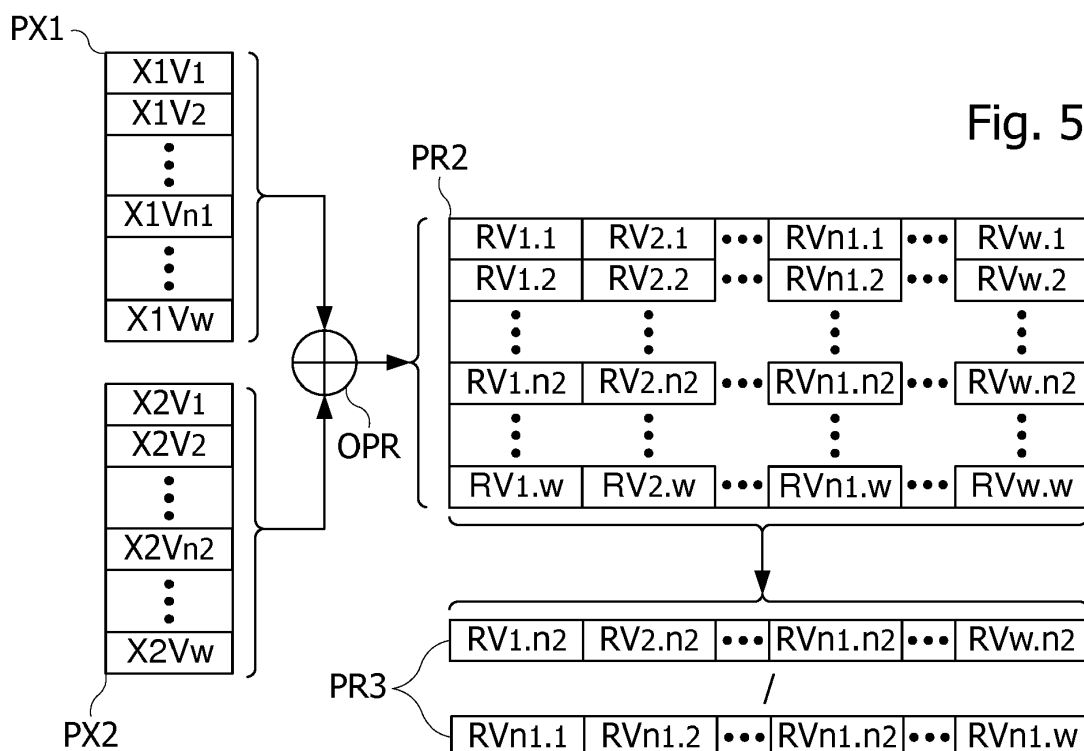 PX1
X1V1
X1V2
X1Vn1
X1Vw
Fig. 5
PR2
RV1.1 RV2.1 ••• RVn1.1 ••• RVw.1
RV1.2 RV2.2 ••• RVn1.2 ••• RVw.2
RV1.n2 RV2.n2 ••• RVn1.n2 ••• RVw.n2
RV1.w RV2.w ••• RVn1.w ••• RVw.w
OPR
X2V1
X2V2
X2Vn2
X2Vw
PX2
PR3
RV1.n2 RV2.n2 ••• RVn1.n2 ••• RVw.n2
/
RVn1.1 RVn1.2 ••• RVn1.n2 ••• RVn1.w